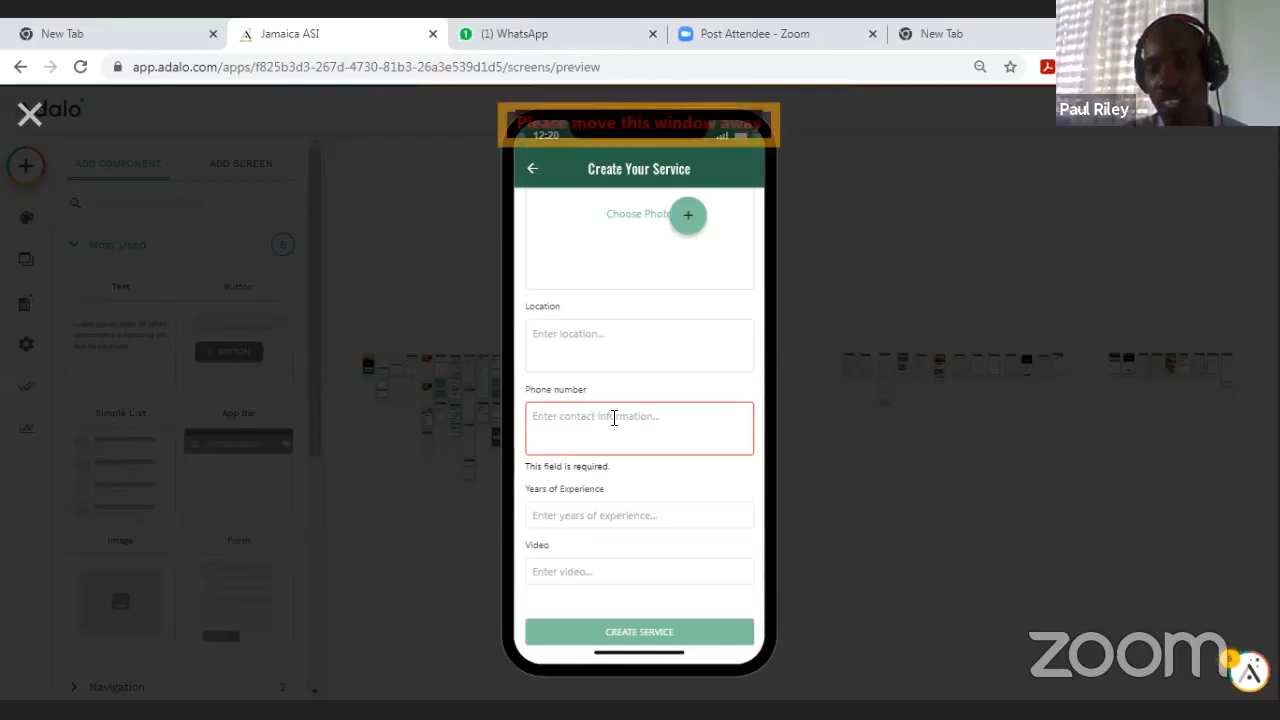 New Tab
Jamaica ASI
(1) WhatsApp
Post Attendee - Zoom
New Tab
app.adalo.com/apps/f825b3d3-267d-4730-81b3-26a3e539d1d5/screens/preview
Paul Riley
adalo
Please move this window away
12:20
ADD COMPONENT
ADD SCREEN
Create Your Service
Choose Photo
Most Used
6
Text
Button
BUTTON
Location
Enter location...
Phone number
Enter contact information...
This field is required.
Simple List
App Bar
Years of Experience
Enter years of experience...
Image
Form
Video
Enter video...
CREATE SERVICE
Navigation
2
zoom